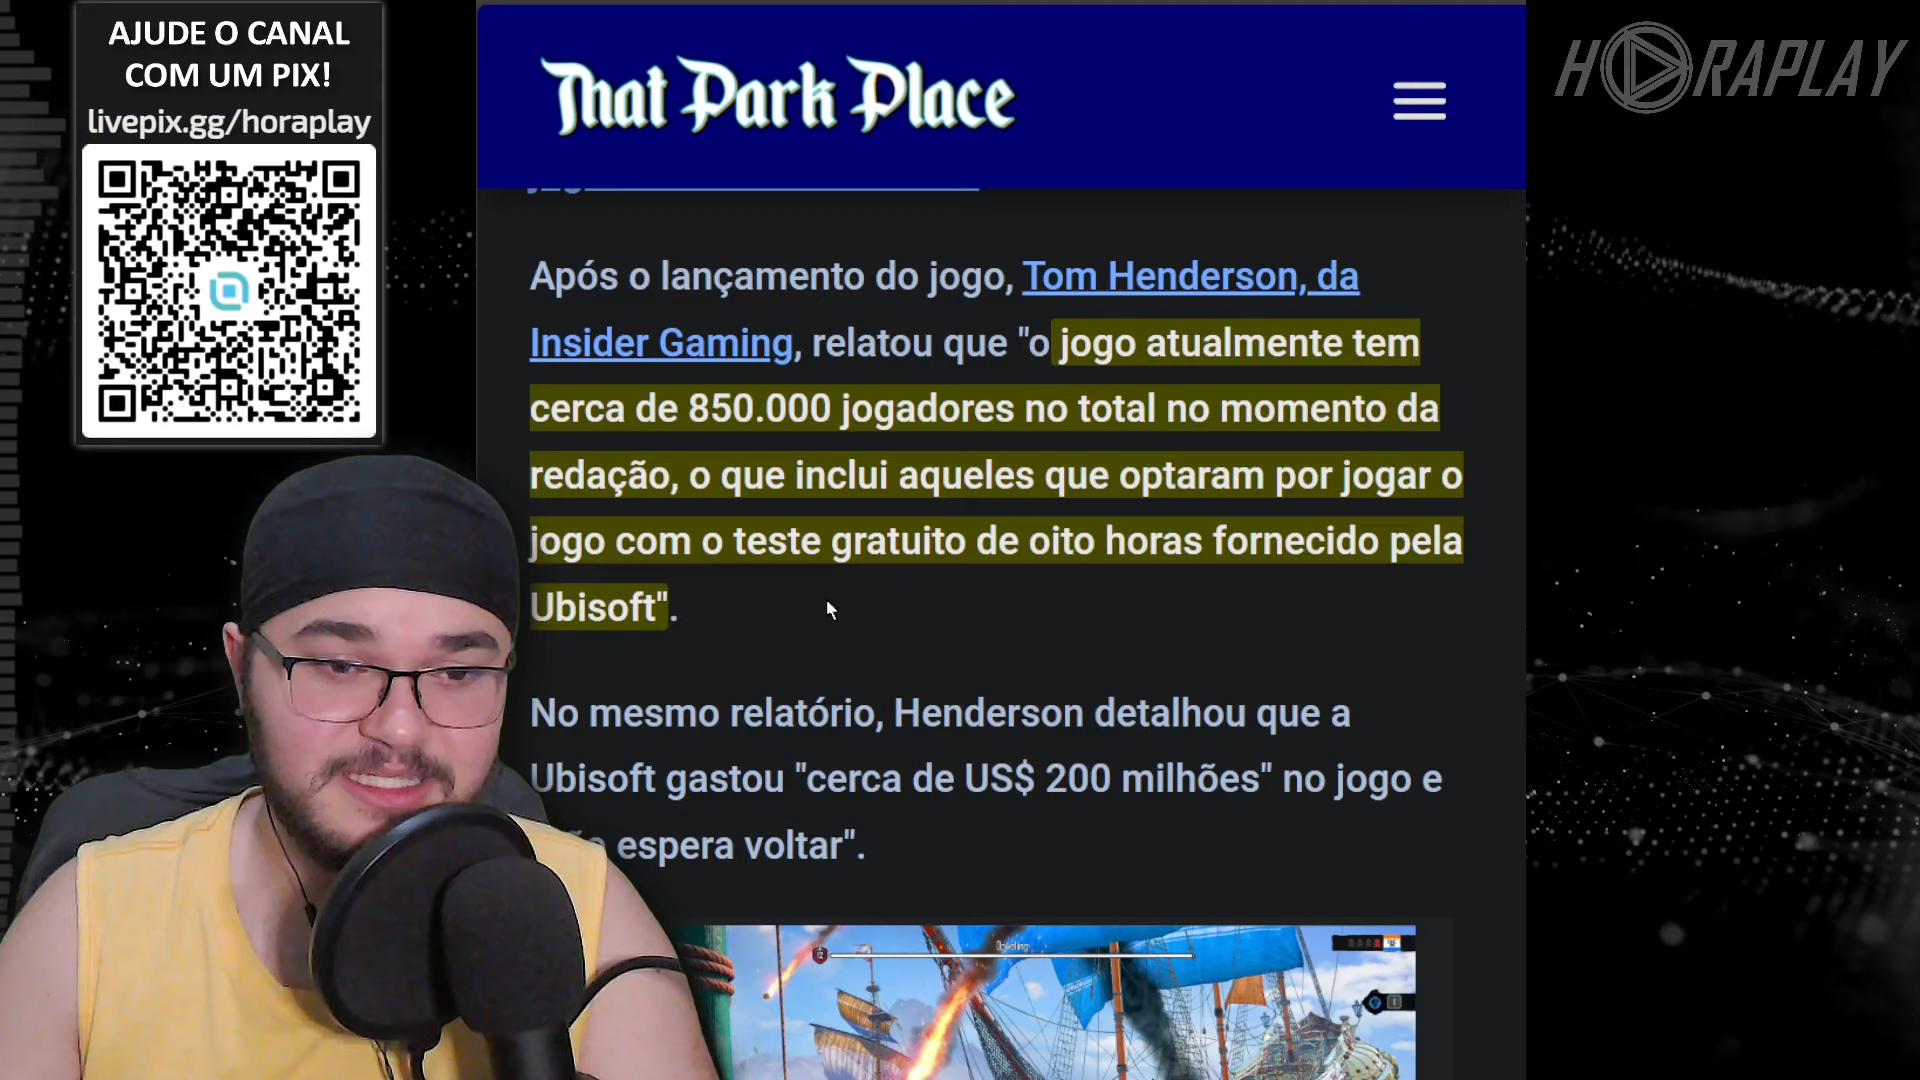 AJUDE O CANAL
COM UM PIX!
livepix.gg/horaplay
HORAPLAY
That Park Place
Após o lançamento do jogo, Tom Henderson, da
Insider Gaming, relatou que "o jogo atualmente tem
cerca de 850.000 jogadores no total no momento da
redação, o que inclui aqueles que optaram por jogar o
jogo com o teste gratuito de oito horas fornecido pela
Ubisoft".
No mesmo relatório, Henderson detalhou que a
Ubisoft gastou "cerca de US$ 200 milhões" no jogo e
espera voltar".